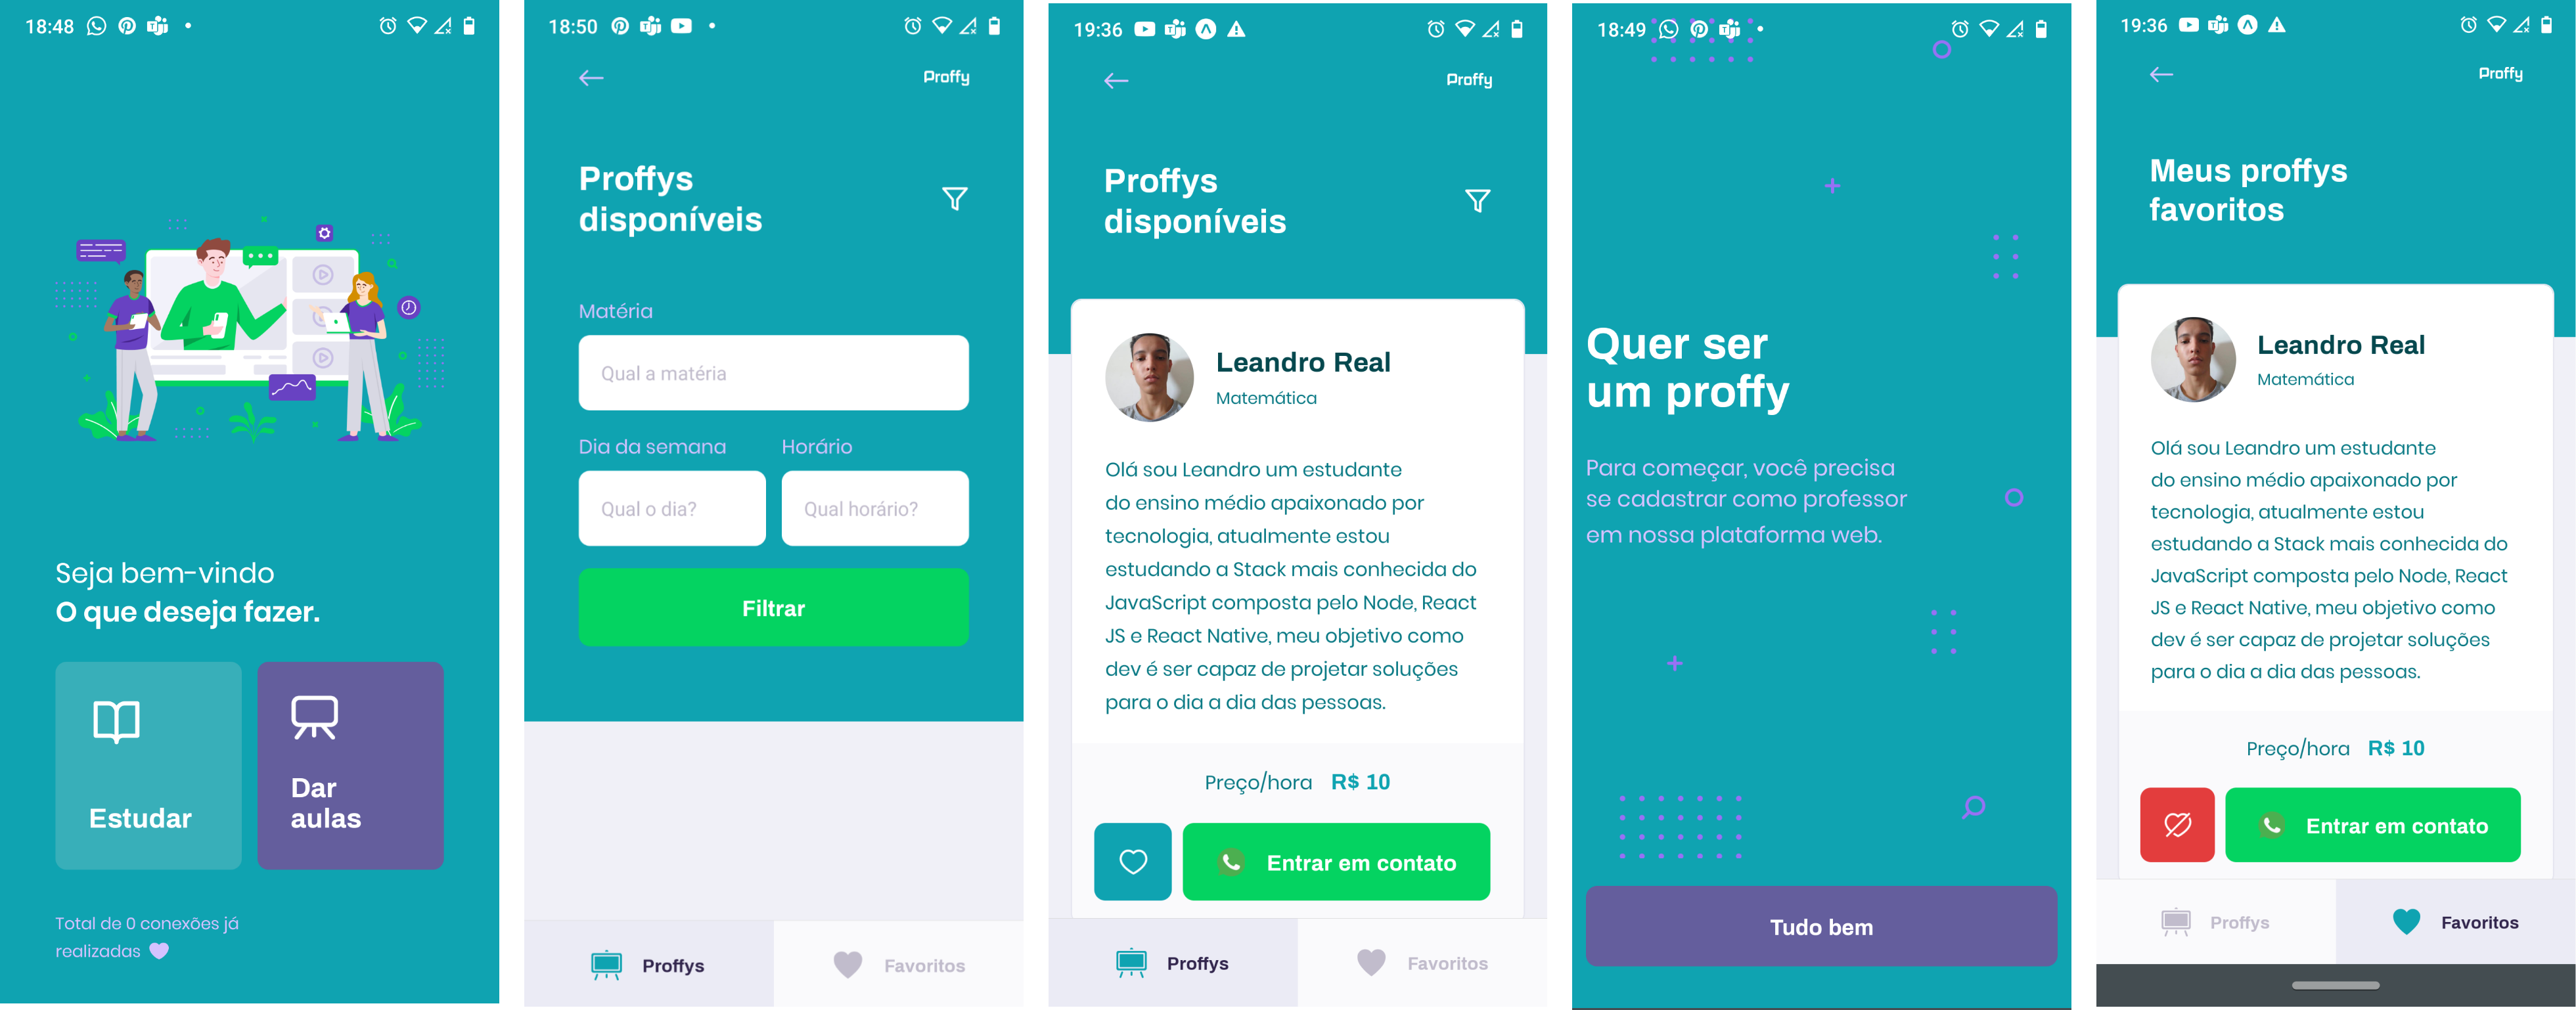 18:48
Seja bem-vindo
O que deseja fazer.
Estudar
Dar
aulas
Total de 0 conexões já
realizadas
18:50
Proffy
Proffys
disponíveis
Matéria
Qual a matéria
Dia da semana
Horário
Qual o dia?
Qual horário?
Filtrar
Proffys
Favoritos
19:36
Proffy
Proffys
disponíveis
Leandro Real
Matemática
Olá sou Leandro um estudante
do ensino médio apaixonado por
tecnologia, atualmente estou
estudando a Stack mais conhecida do
JavaScript composta pelo Node, React
JS e React Native, meu objetivo como
dev é ser capaz de projetar soluções
para o dia a dia das pessoas.
Preço/hora R$ 10
Entrar em contato
Proffys
Favoritos
18:49
Quer ser
um proffy
Para começar, você precisa
se cadastrar como professor
em nossa plataforma web.
Tudo bem
19:36
Proffy
Meus proffys
favoritos
Leandro Real
Matemática
Olá sou Leandro um estudante
do ensino médio apaixonado por
tecnologia, atualmente estou
estudando a Stack mais conhecida do
JavaScript composta pelo Node, React
JS e React Native, meu objetivo como
dev é ser capaz de projetar soluções
para o dia a dia das pessoas.
Preço/hora R$ 10
Entrar em contato
Proffys
Favoritos